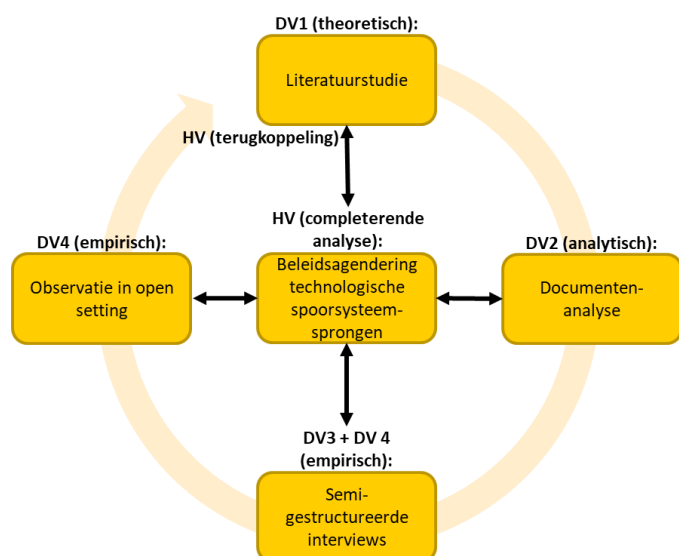 DV1 (theoretisch):
Literatuurstudie
HV (terugkoppeling)
HV (completerende
analyse):
Beleidsagendering
technologische
spoorsysteem-
sprongen
DV4 (empirisch):
Observatie in open
setting
DV2 (analytisch):
Documenten-
analyse
DV3 + DV 4
(empirisch):
Semi-
gestructureerde
interviews